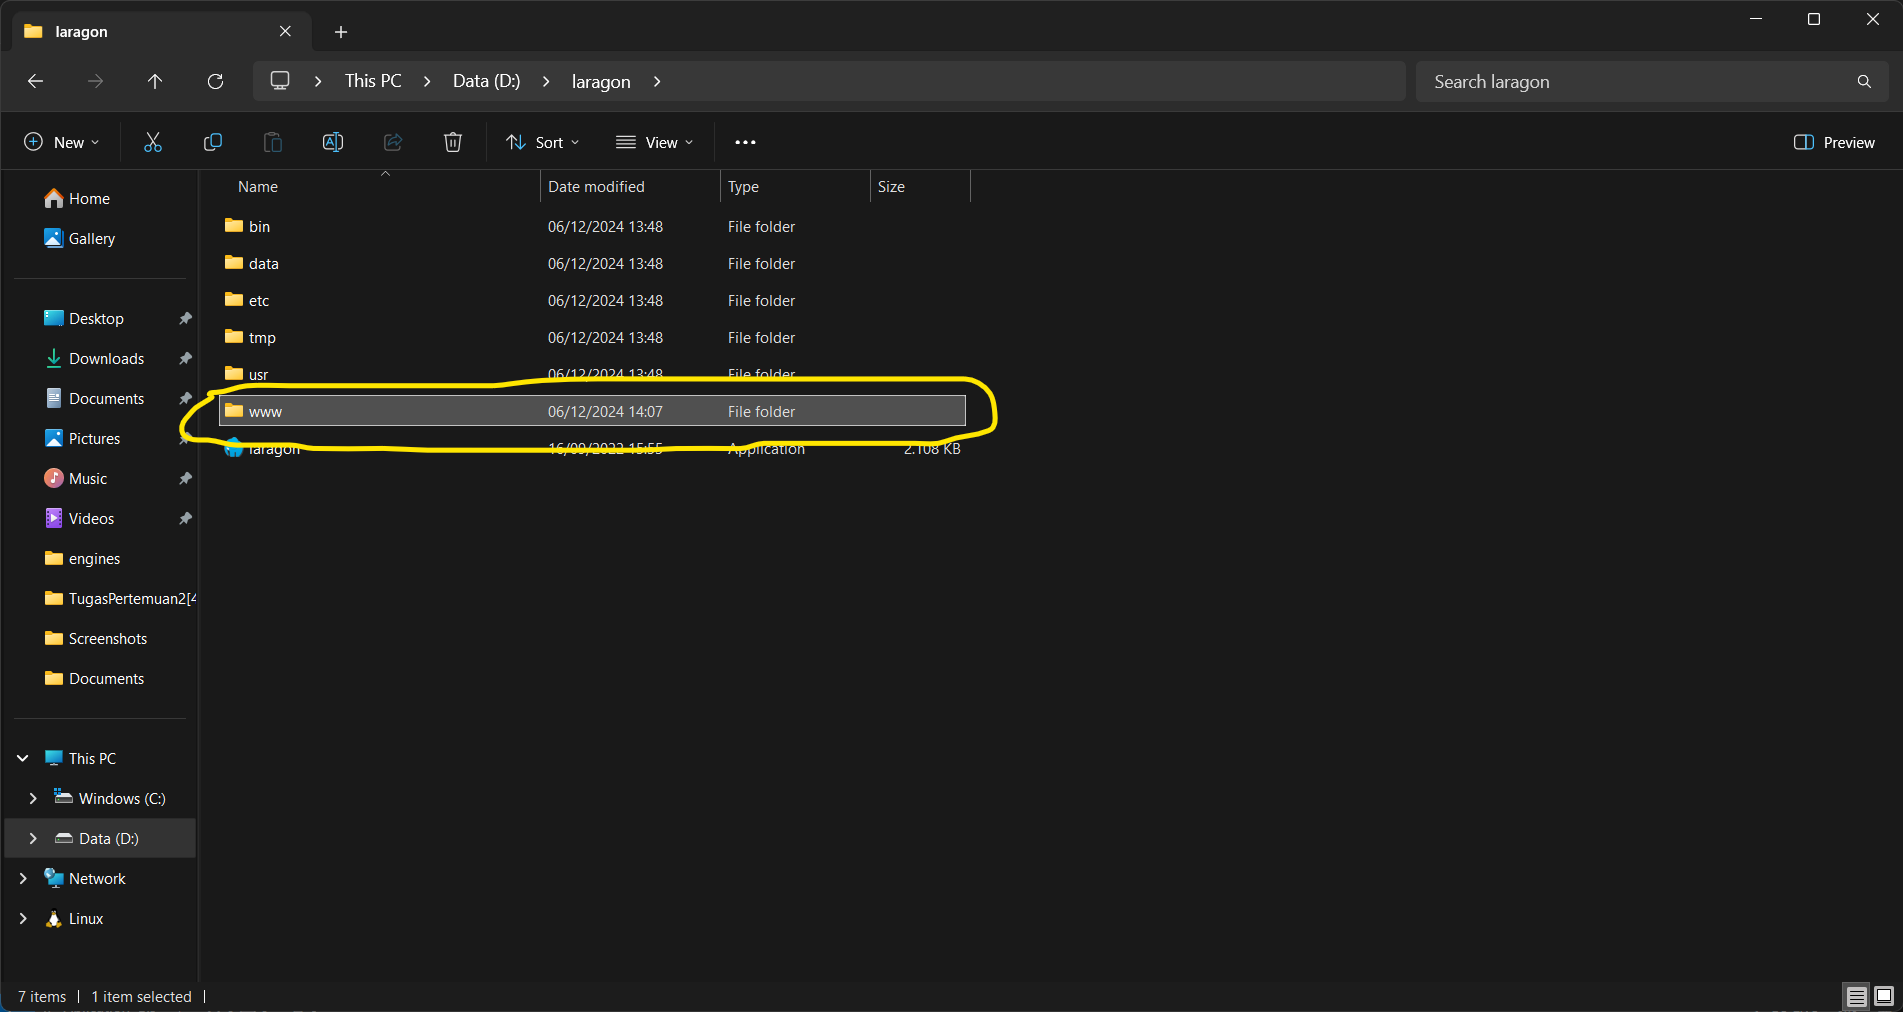 laragon
This PC Data (D:) laragon
Search laragon
New Sort View Preview
Name Date modified Type Size
bin 06/12/2024 13:48 File folder
data 06/12/2024 13:48 File folder
etc 06/12/2024 13:48 File folder
tmp 06/12/2024 13:48 File folder
usr 06/12/2024 13:48 File folder
www 06/12/2024 14:07 File folder
laragon 16/09/2022 15:55 Application 2.108 KB
Home
Gallery
Desktop
Downloads
Documents
Pictures
Music
Videos
engines
TugasPertemuan2[4
Screenshots
Documents
This PC
Windows (C:)
Data (D:)
Network
Linux
7 items 1 item selected